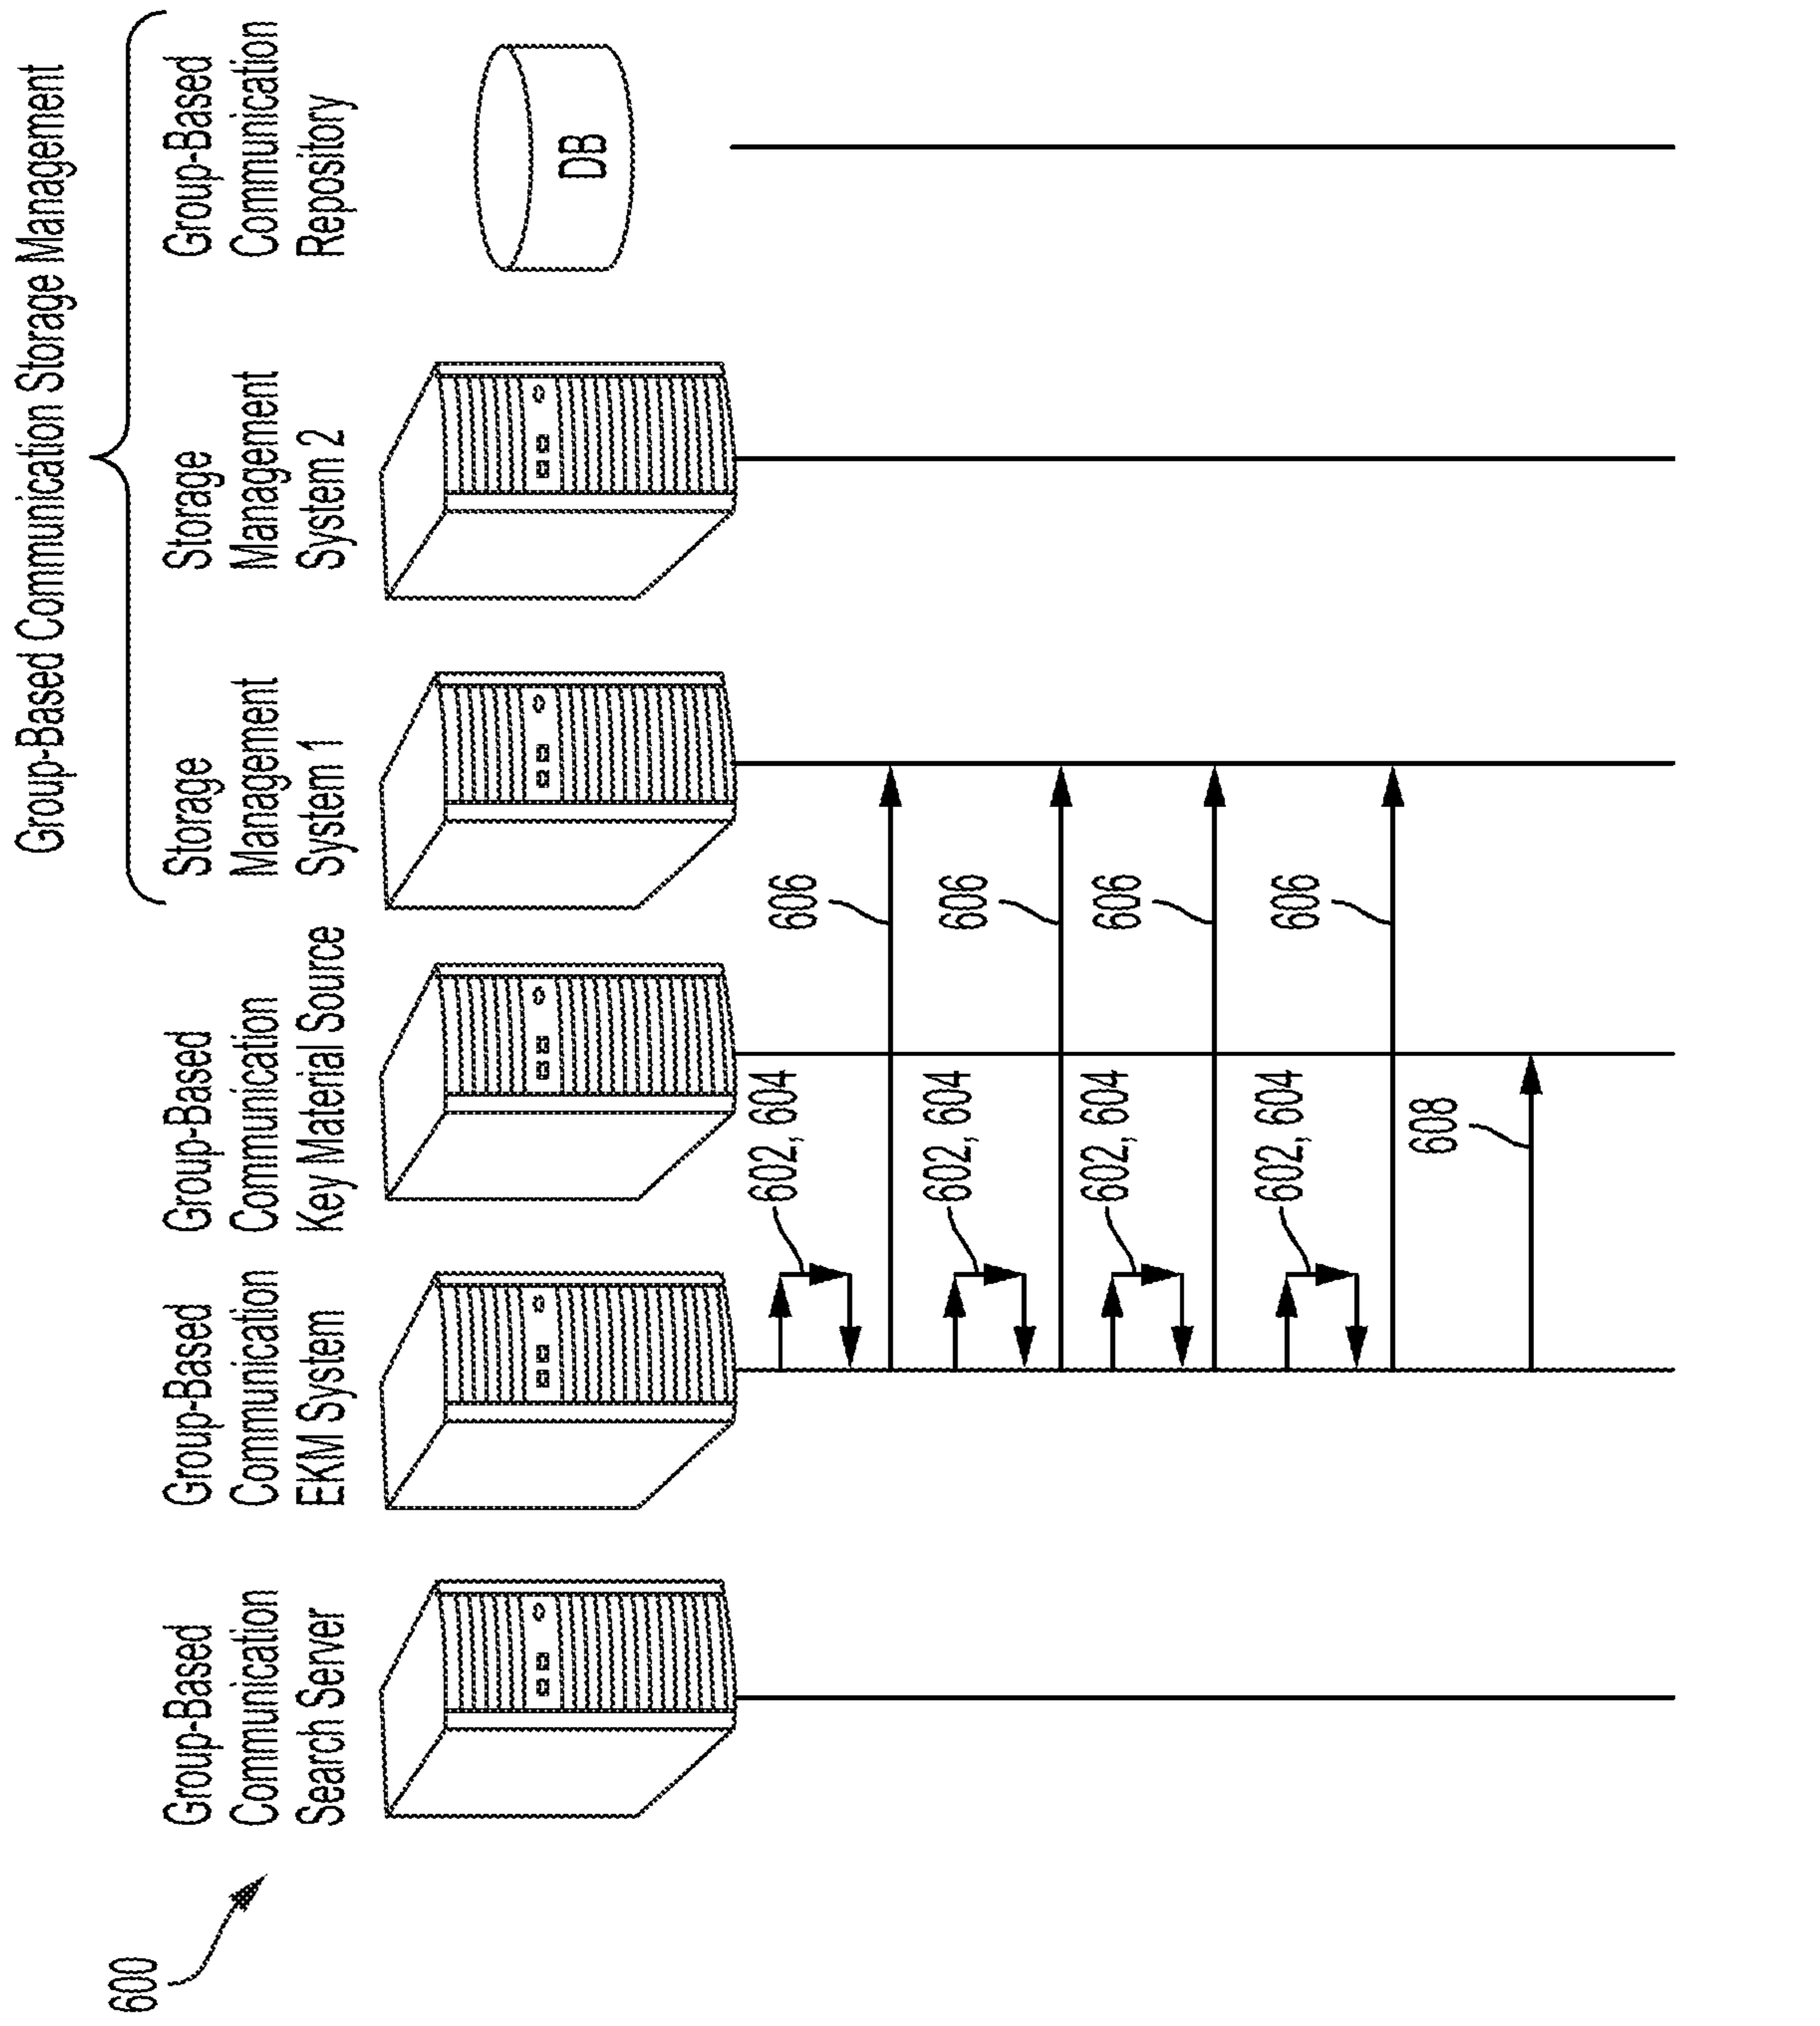 600
Group-Based Communication Storage Management
Group-Based
Communication
Search Server
Group-Based
Communication
EKM System
Group-Based
Communication
Key Material Source
Storage
Management
System 1
Storage
Management
System 2
Group-Based
Communication
Repository
DB
602, 604
606
602, 604
606
602, 604
606
602, 604
606
608